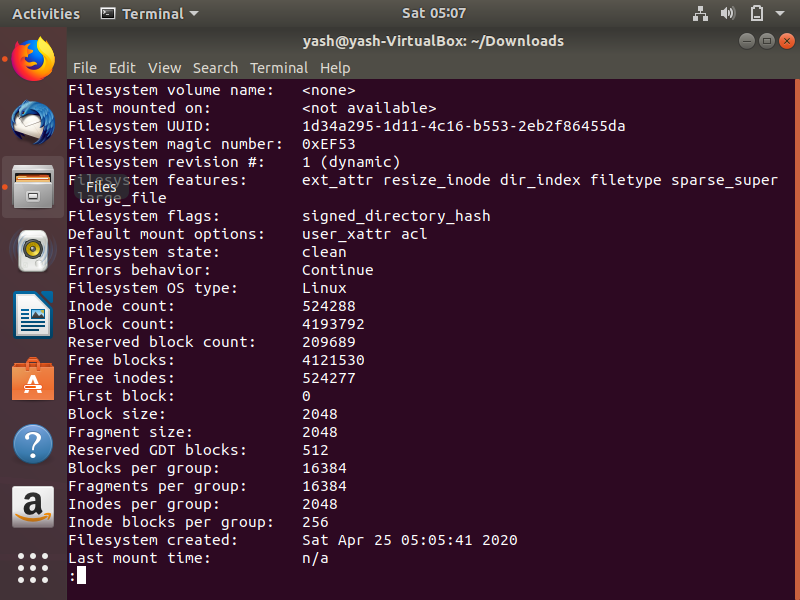 Activities Terminal Sat 05:07
yash@yash-VirtualBox: ~/Downloads
File Edit View Search Terminal Help
Filesystem volume name: <none>
Last mounted on: <not available>
Filesystem UUID: 1d34a295-1d11-4c16-b553-2eb2f86455da
Filesystem magic number: 0xEF53
Filesystem revision #: 1 (dynamic)
Filesystem features: ext_attr resize_inode dir_index filetype sparse_super
large_file
Files
Filesystem flags: signed_directory_hash
Default mount options: user_xattr acl
Filesystem state: clean
Errors behavior: Continue
Filesystem OS type: Linux
Inode count: 524288
Block count: 4193792
Reserved block count: 209689
Free blocks: 4121530
Free inodes: 524277
First block: 0
Block size: 2048
Fragment size: 2048
Reserved GDT blocks: 512
Blocks per group: 16384
Fragments per group: 16384
Inodes per group: 2048
Inode blocks per group: 256
Filesystem created: Sat Apr 25 05:05:41 2020
Last mount time: n/a
: